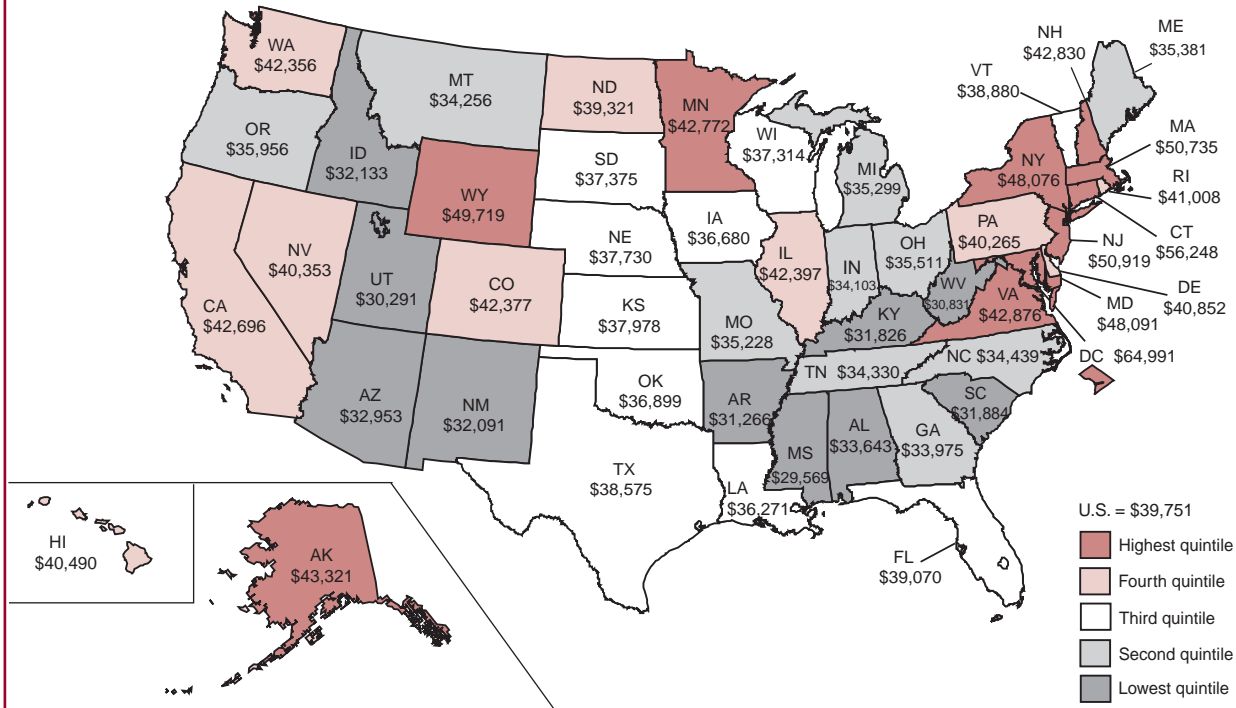 WA
$42,356
OR
$35,956
CA
$42,696
NV
$40,353
ID
$32,133
MT
$34,256
WY
$49,719
UT
$30,291
AZ
$32,953
CO
$42,377
NM
$32,091
ND
$39,321
SD
$37,375
NE
$37,730
KS
$37,978
OK
$36,899
TX
$38,575
MN
$42,772
IA
$36,680
MO
$35,228
AR
$31,266
LA
$36,271
WI
$37,314
IL
$42,397
MI
$35,299
IN
$34,103
OH
$35,511
KY
$31,826
TN $34,330
MS
$29,569
AL
$33,643
GA
$33,975
FL
$39,070
SC
$31,884
NC $34,439
VA
$42,876
WV
$30,831
PA
$40,265
NY
$48,076
VT
$38,880
NH
$42,830
ME
$35,381
MA
$50,735
RI
$41,008
CT
$56,248
NJ
$50,919
DE
$40,852
MD
$48,091
DC $64,991
HI
$40,490
AK
$43,321
U.S. = $39,751
Highest quintile
Fourth quintile
Third quintile
Second quintile
Lowest quintile